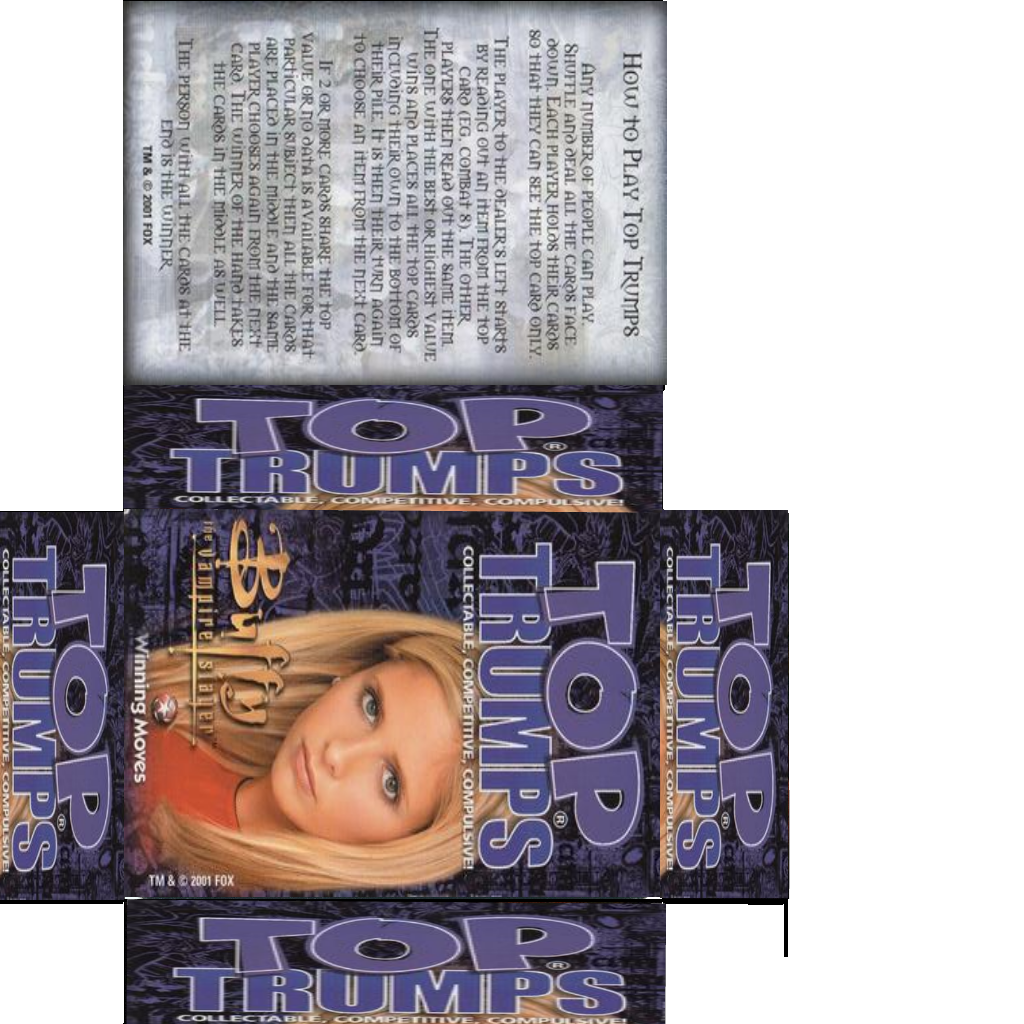 How to Play Top Trumps
Any number of people can play.
Shuffle and deal all the cards face
down. Each player holds their cards
so that they can see the top card only.
The player to the dealer's left starts
by reading out an item from the top
card (eg. Combat 8). The other
players then read out the same item.
The one with the best or highest value
wins and places all the top cards
including their own to the bottom of
their pile. It is then their turn again
to choose an item from the next card.
If 2 or more cards share the top
value or no data is available for that
particular subject then all the cards
are placed in the middle and the same
player chooses again from the next
card. The winner of the hand takes
the cards in the middle as well
The person with all the cards at the
end is the winner
TM & © 2001 FOX
TOP®
TRUMPS
COLLECTABLE, COMPETITIVE, COMPULSIVE!
TOP®
TRUMPS
COLLECTABLE, COMPETITIVE, COMPULSIVE!
TOP®
TRUMPS
COLLECTABLE, COMPETITIVE, COMPULSIVE!
Buffy
the vampire slayer™
Winning Moves
TM & © 2001 FOX
TOP®
TRUMPS
COLLECTABLE, COMPETITIVE, COMPULSIVE!
TOP®
TRUMPS
COLLECTABLE, COMPETITIVE, COMPULSIVE!